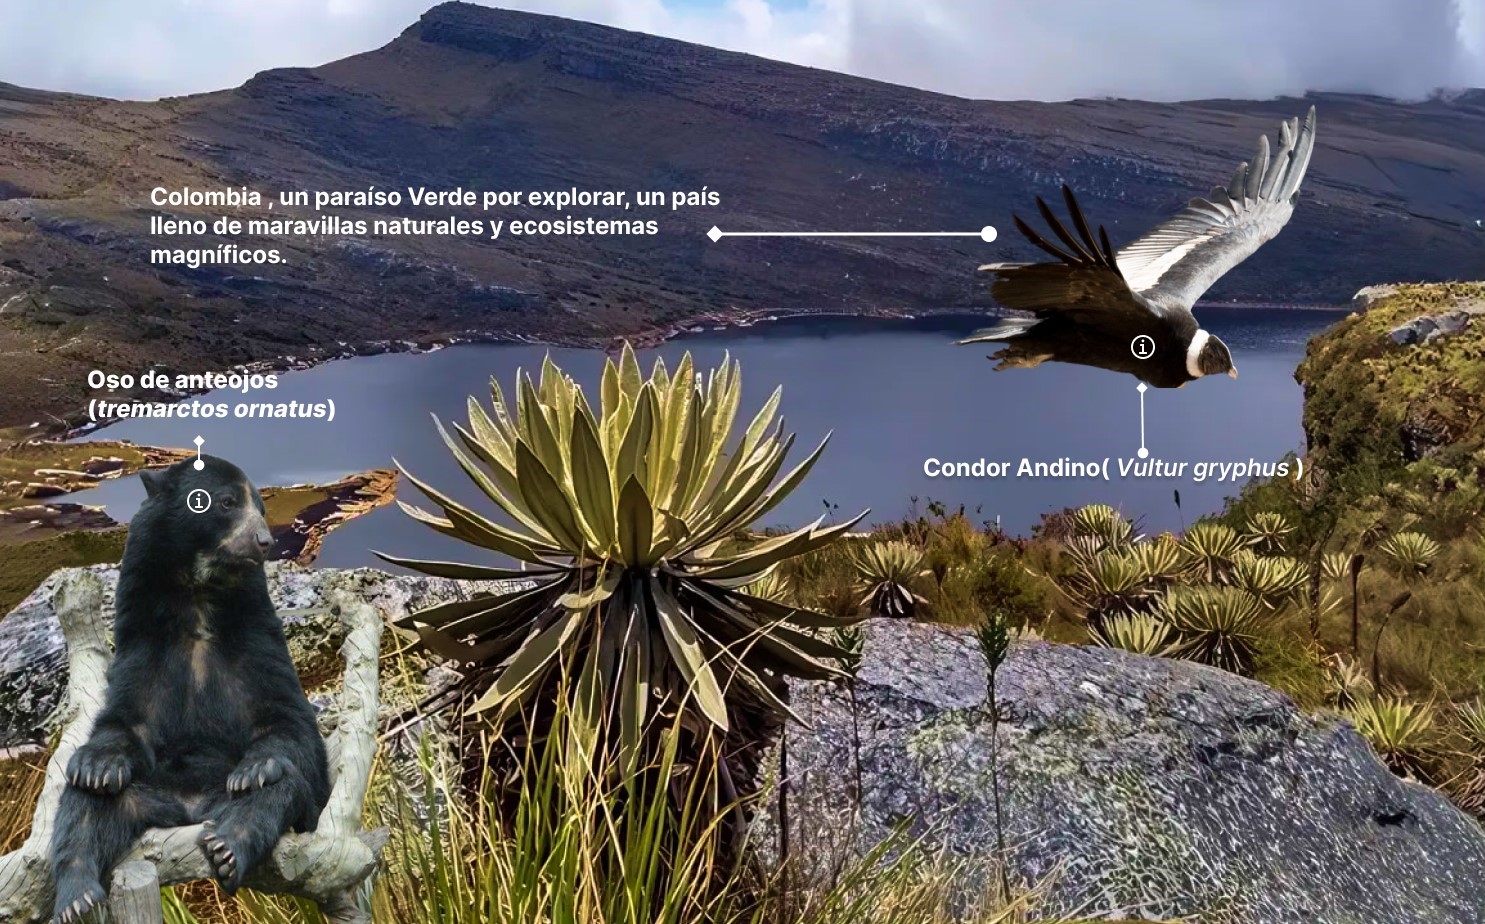 Colombia , un paraíso Verde por explorar, un país
lleno de maravillas naturales y ecosistemas
magníficos.
Oso de anteojos
(tremarctos ornatus)
Condor Andino( Vultur gryphus )